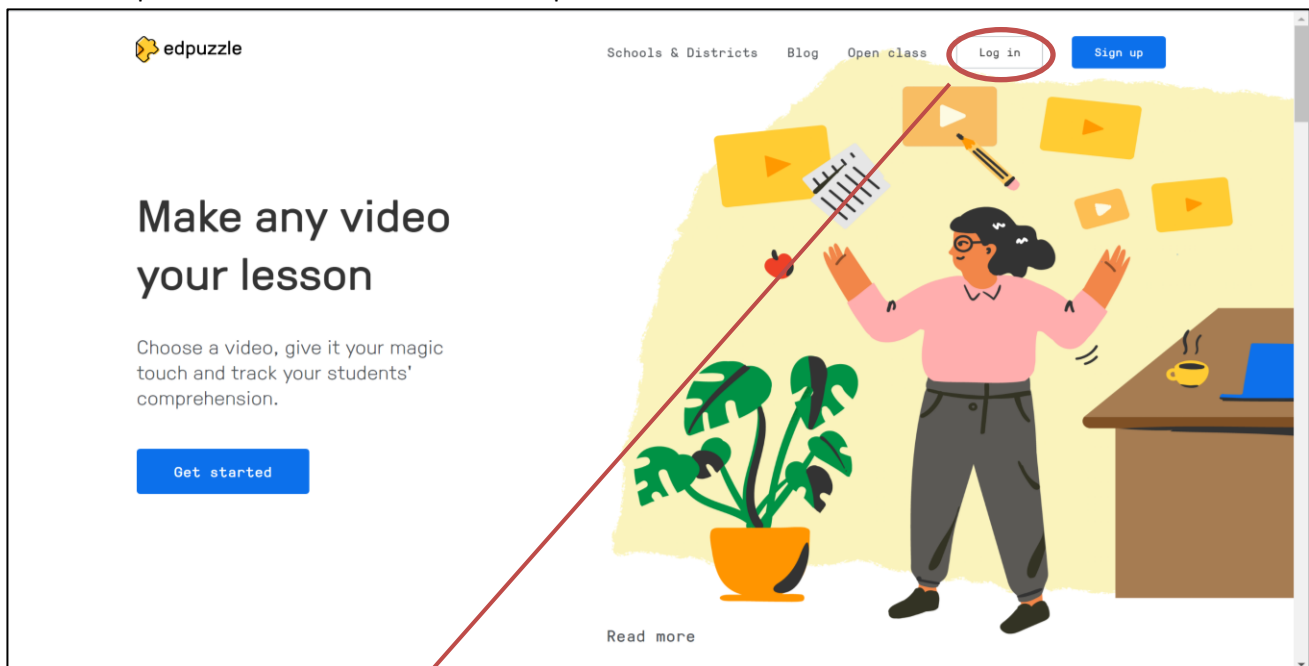 edpuzzle
Schools & Districts Blog Open class Log in Sign up
Make any video
your lesson
Choose a video, give it your magic
touch and track your students'
comprehension.
Get started
Read more